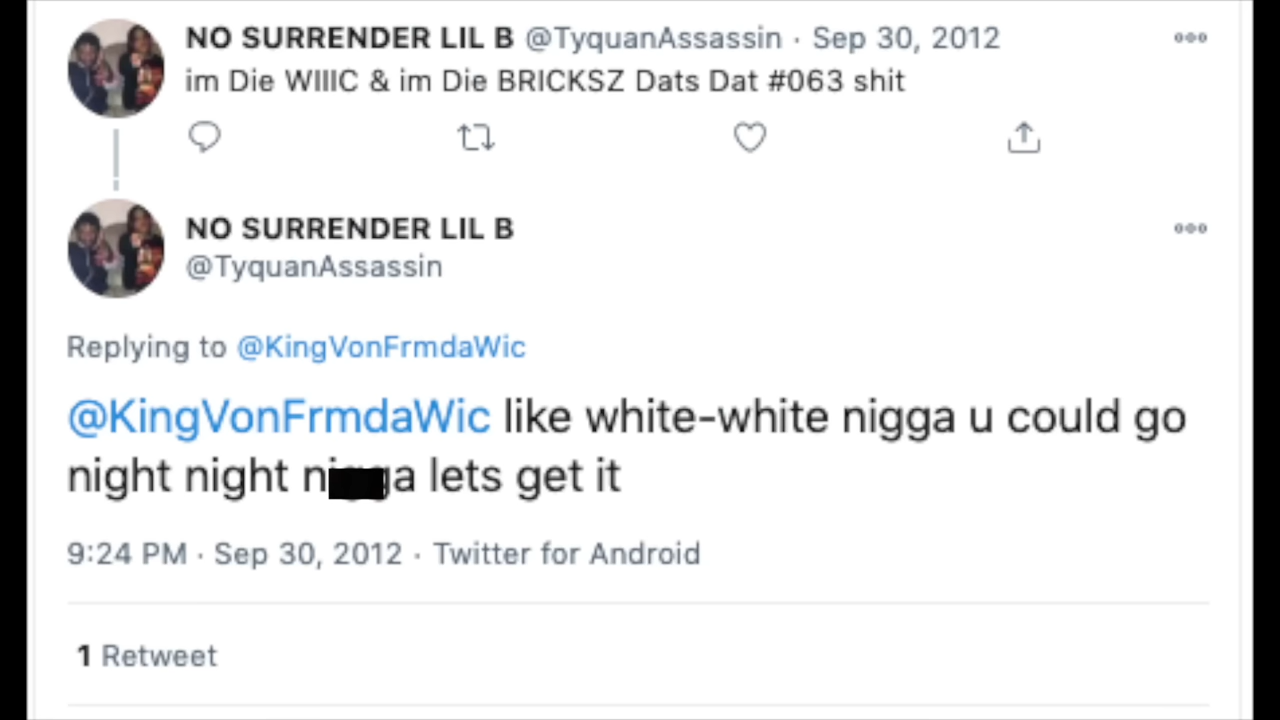 NO SURRENDER LIL B @TyquanAssassin · Sep 30, 2012
im Die WIIIC & im Die BRICKSZ Dats Dat #063 shit
NO SURRENDER LIL B
@TyquanAssassin
Replying to @KingVonFrmdaWic
@KingVonFrmdaWic like white-white nigga u could go
night night lets get it
9:24 PM · Sep 30, 2012 · Twitter for Android
1 Retweet